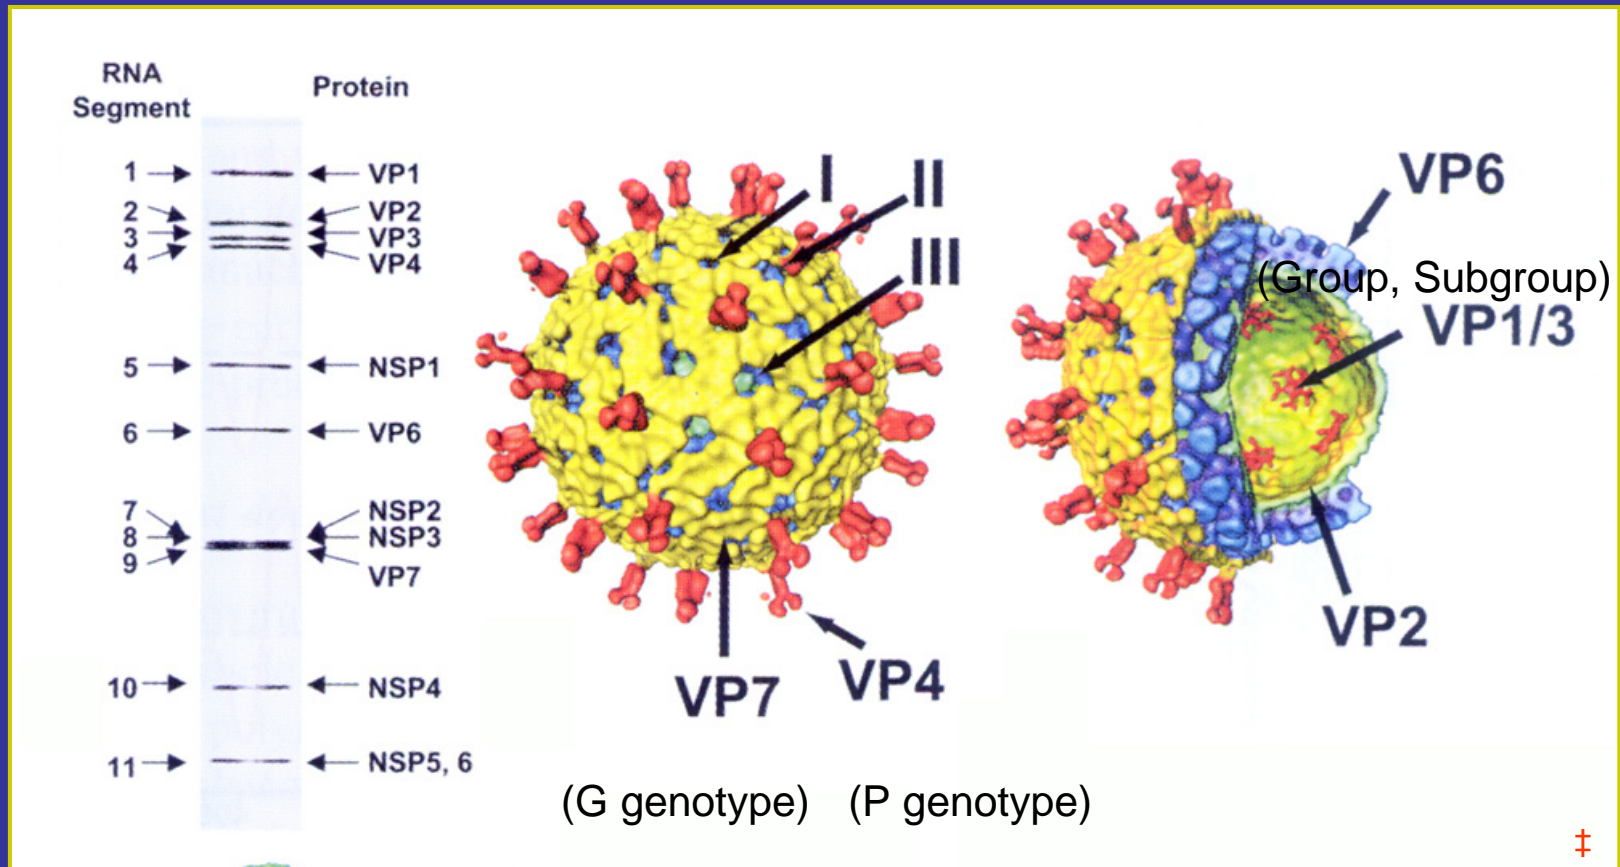 RNA
Segment
Protein
1
VP1
2
VP2
3
VP3
4
VP4
5
NSP1
6
VP6
7
NSP2
8
NSP3
9
VP7
10
NSP4
11
NSP5, 6
I
II
III
VP7
VP4
(G genotype) (P genotype)
VP6
(Group, Subgroup)
VP1/3
VP2
‡